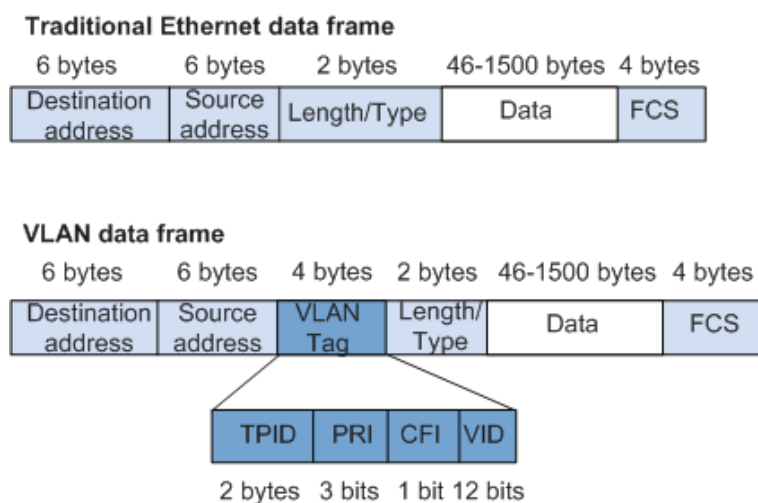 Traditional Ethernet data frame
6 bytes 6 bytes 2 bytes 46-1500 bytes 4 bytes
Destination address Source address Length/Type Data FCS
VLAN data frame
6 bytes 6 bytes 4 bytes 2 bytes 46-1500 bytes 4 bytes
Destination address Source address VLAN Tag Length/Type Data FCS
TPID PRI CFI VID
2 bytes 3 bits 1 bit 12 bits